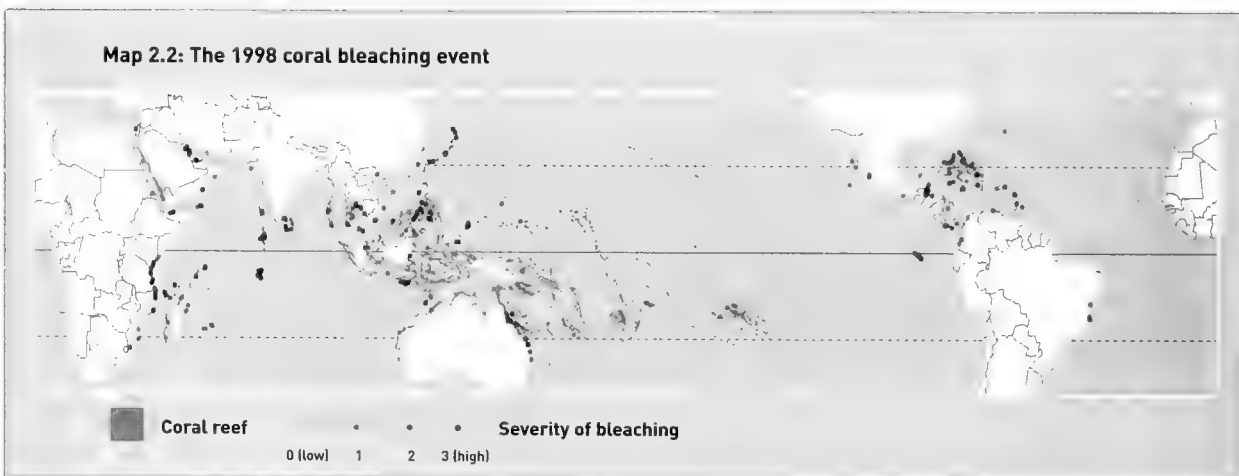 Map 2.2: The 1998 coral bleaching event
Coral reef
Severity of bleaching
0 (low) 1 2 3 (high)